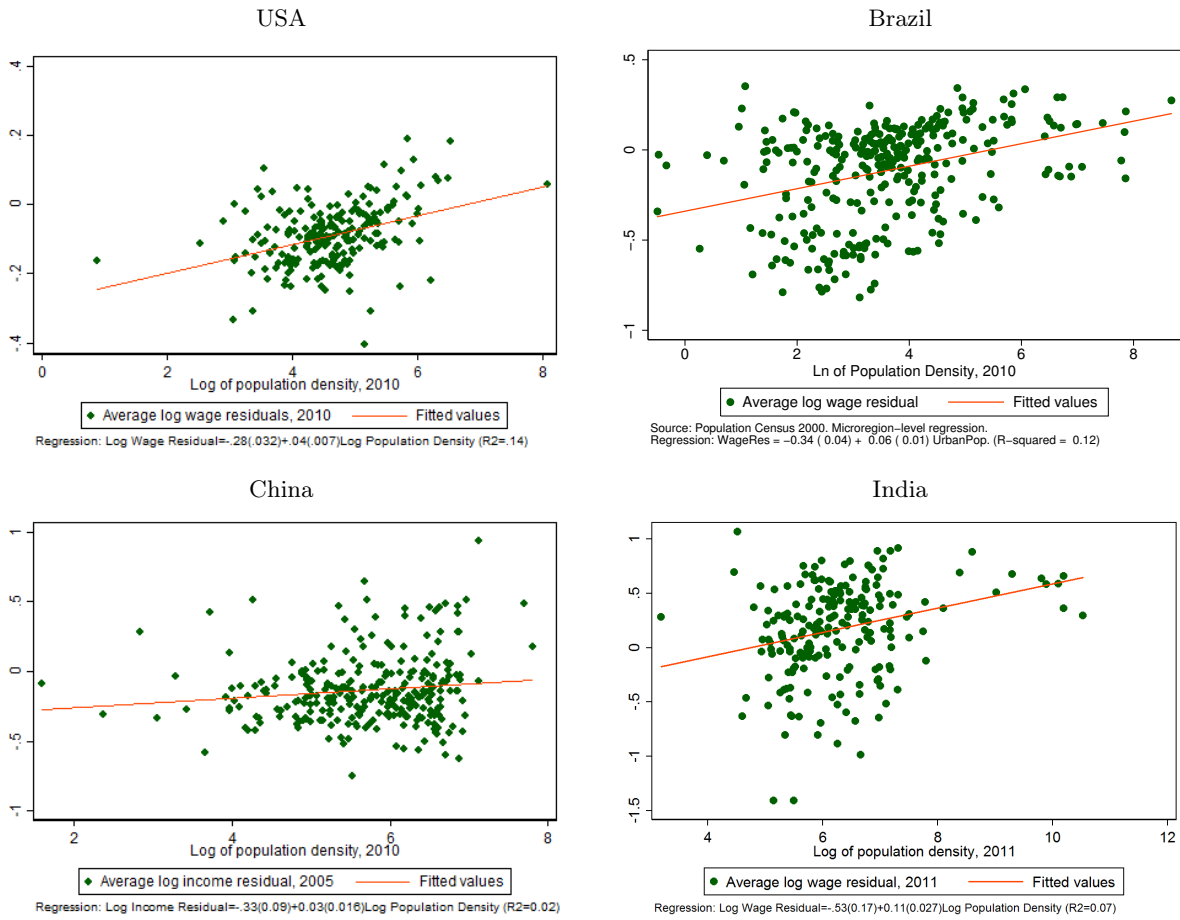 USA
.4
.2
0
-.2
-.4
0 2 4 6 8
Log of population density, 2010
Average log wage residuals, 2010 Fitted values
Regression: Log Wage Residual=-.28(.032)+.04(.007)Log Population Density (R2=.14)
Brazil
.5
0
-.5
-1
0 2 4 6 8
Ln of Population Density, 2010
Average log wage residual Fitted values
Source: Population Census 2000. Microregion-level regression.
Regression: WageRes = -0.34 ( 0.04) + 0.06 ( 0.01) UrbanPop. (R-squared = 0.12)
China
1
.5
0
-.5
-1
2 4 6 8
Log of population density, 2010
Average log income residual, 2005 Fitted values
Regression: Log Income Residual=-.33(0.09)+0.03(0.016)Log Population Density (R2=0.02)
India
1
.5
0
-.5
-1
-1.5
4 6 8 10 12
Log of population density, 2011
Average log wage residual, 2011 Fitted values
Regression: Log Wage Residual=-.53(0.17)+0.11(0.027)Log Population Density (R2=0.07)